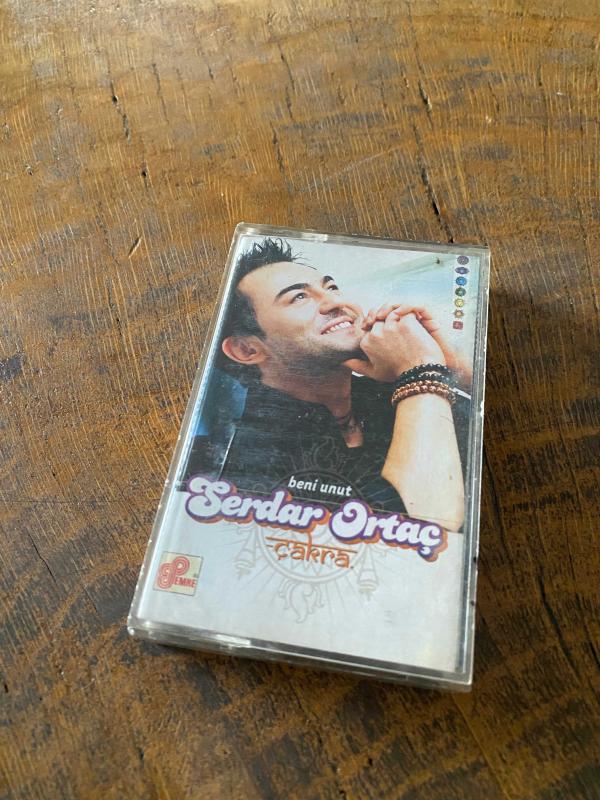 beni unut
Serdar Ortaç
çakra
EMRE